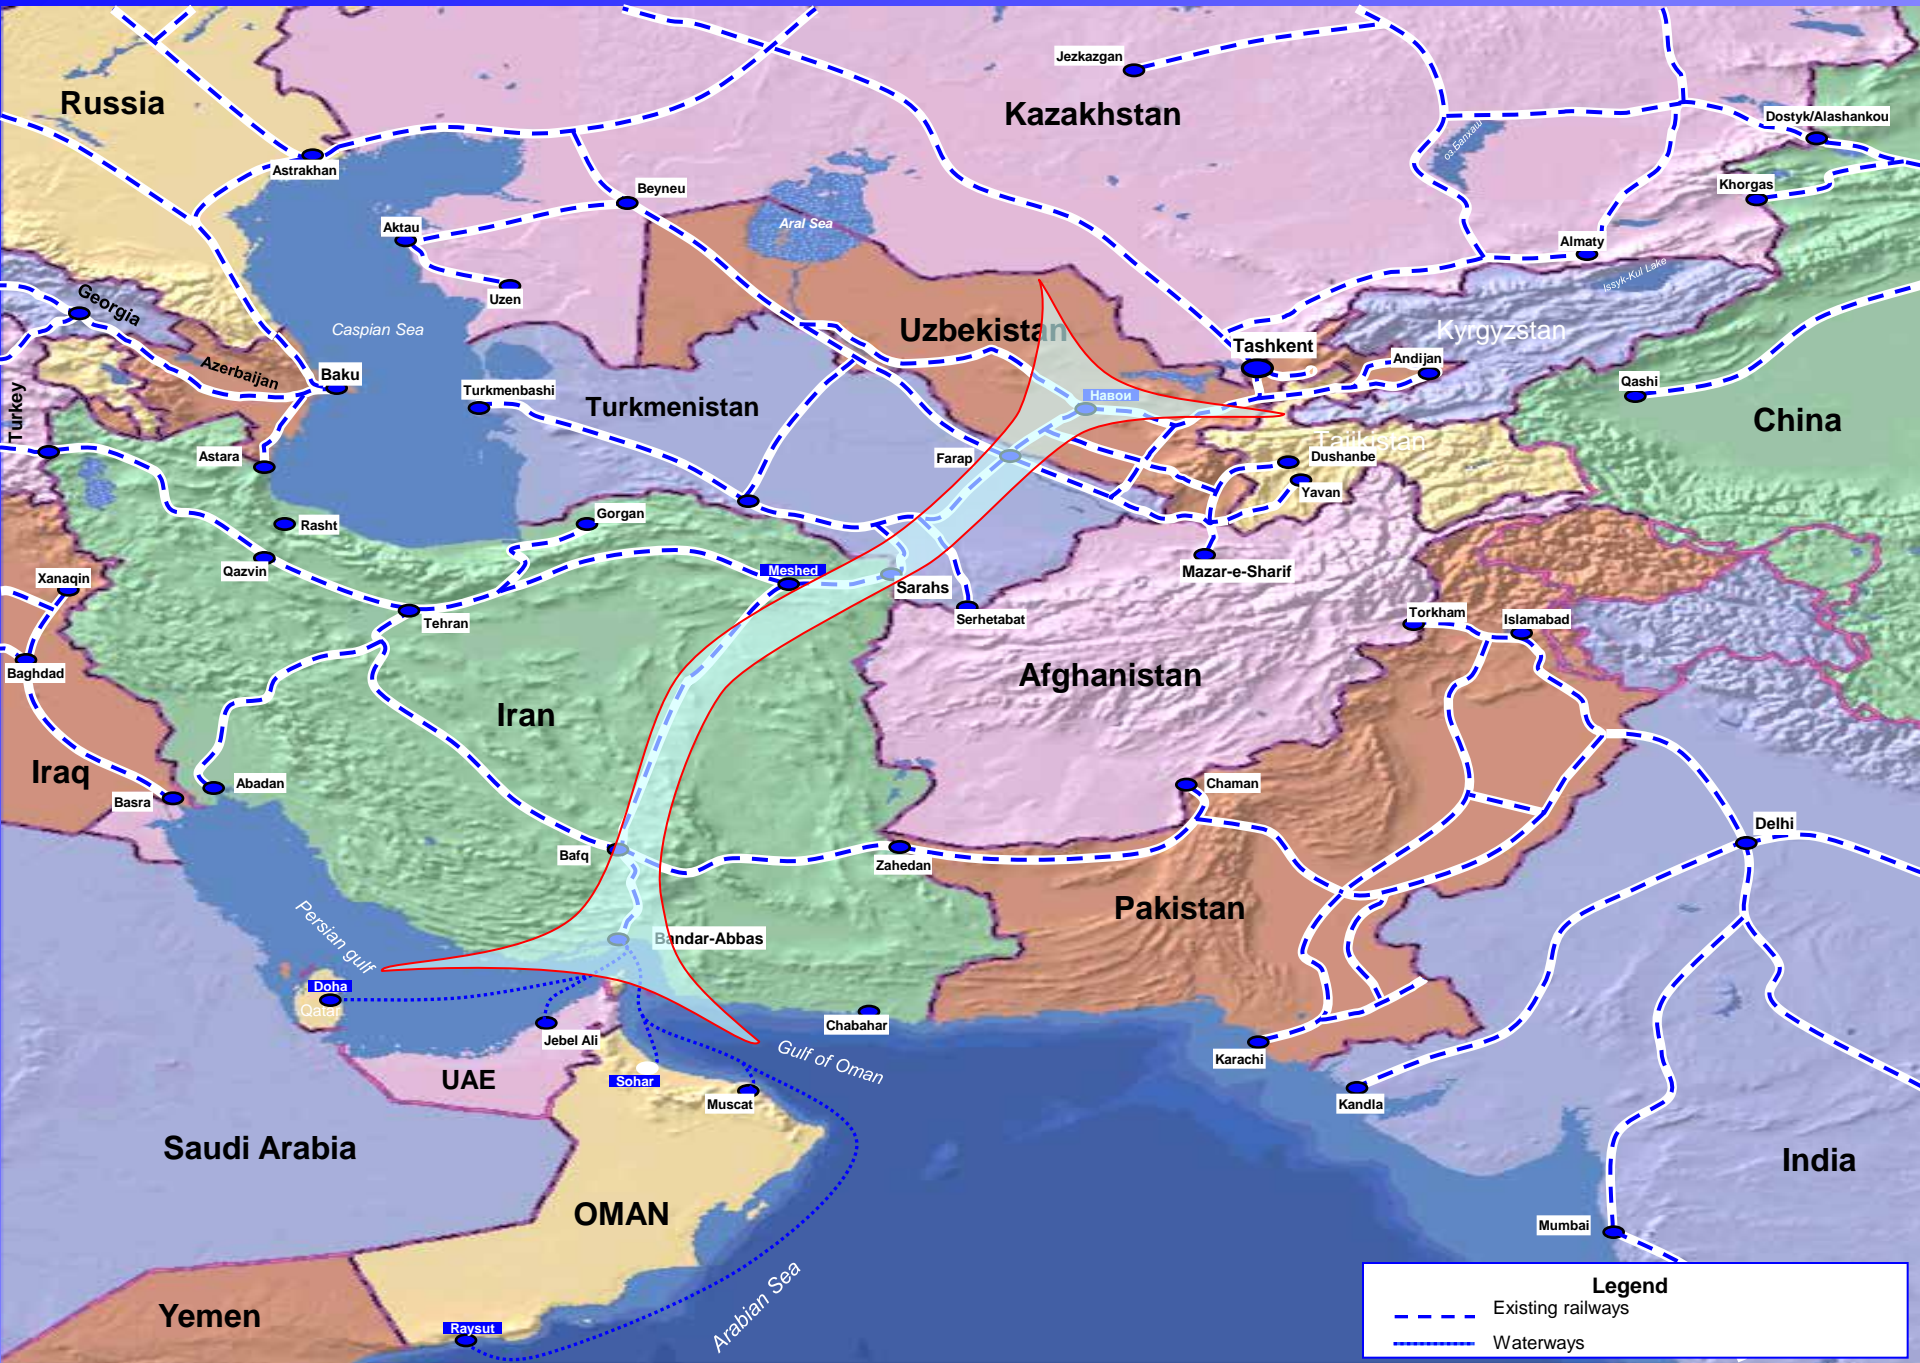 Jezkazgan
Kazakhstan
Russia
Dostyk/Alashankou
оз.Балхаш
Astrakhan
Khorgas
Beyneu
Aktau
Aral Sea
Almaty
Issyk-Kul Lake
Uzen
Georgia
Caspian Sea
Uzbekistan
Kyrgyzstan
Tashkent
Andijan
Azerbaijan
Baku
Turkmenbashi
Навои
Qashi
Turkey
Turkmenistan
China
Tajikistan
Astara
Farap
Dushanbe
Yavan
Rasht
Gorgan
Qazvin
Meshed
Mazar-e-Sharif
Xanaqin
Sarahs
Tehran
Serhetabat
Torkham
Islamabad
Baghdad
Afghanistan
Iran
Iraq
Abadan
Chaman
Basra
Delhi
Bafq
Zahedan
Pakistan
Persian gulf
Bandar-Abbas
Doha
Qatar
Chabahar
Jebel Ali
Gulf of Oman
Karachi
UAE
Sohar
Muscat
Kandla
Saudi Arabia
India
OMAN
Mumbai
Arabian Sea
Yemen
Raysut
Legend
Existing railways
Waterways